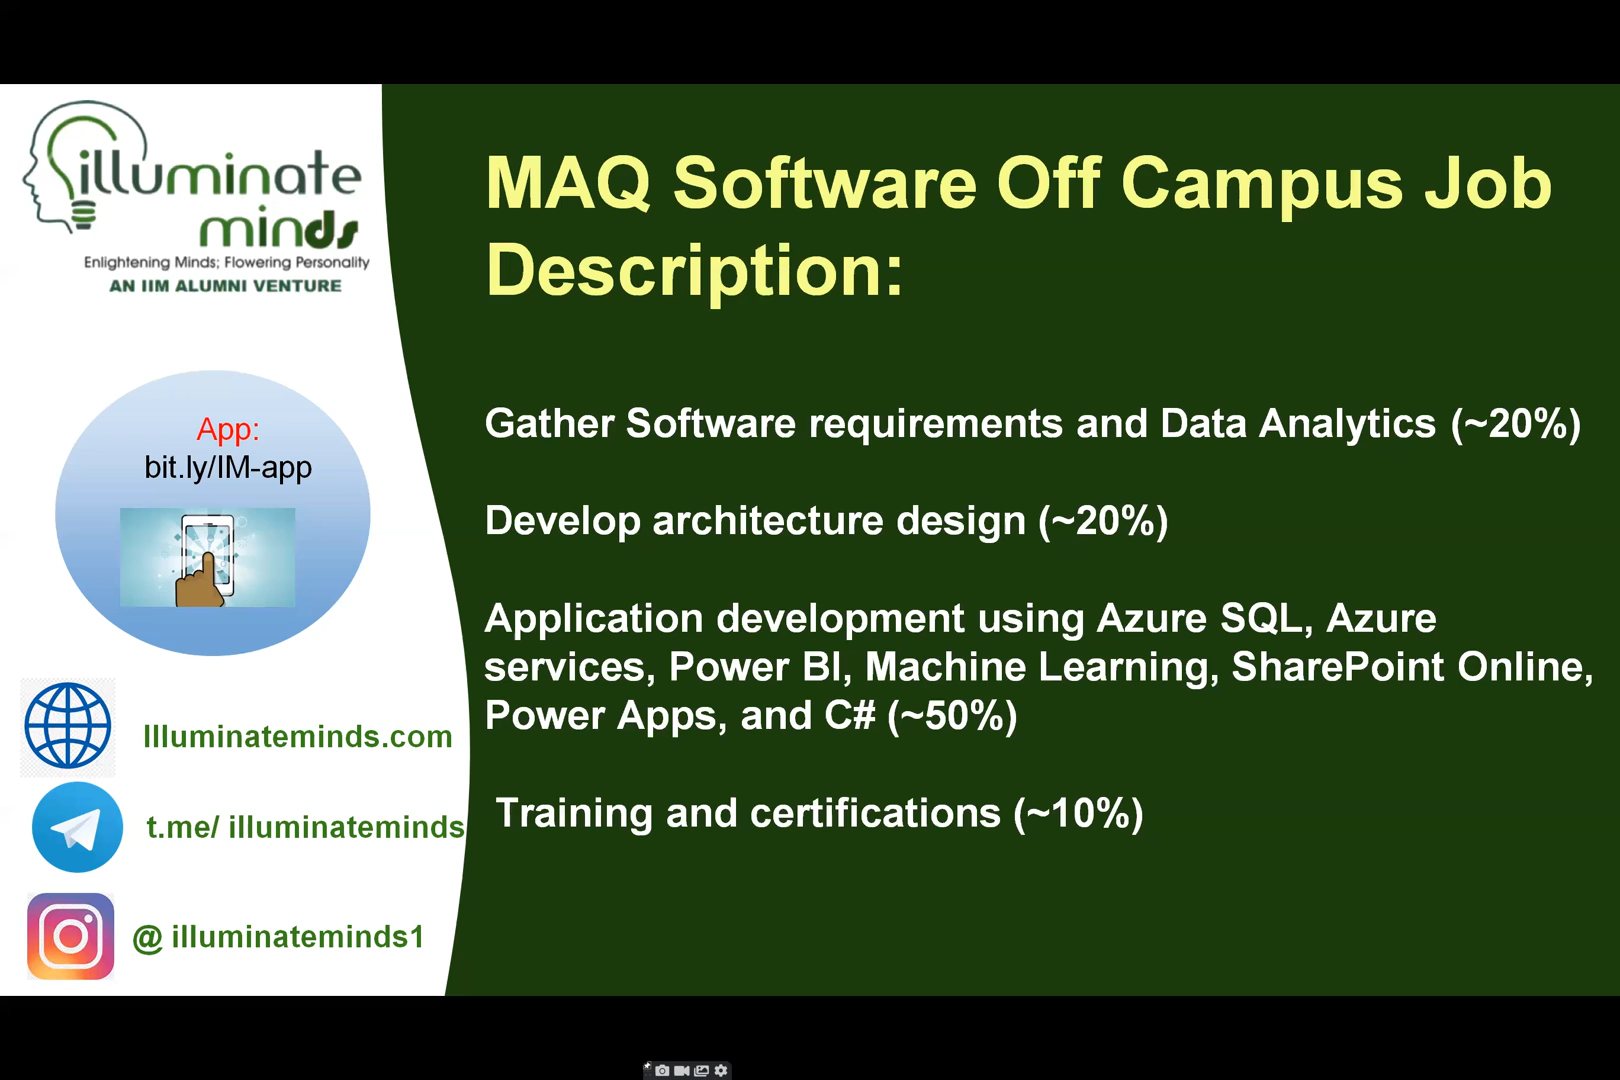 illuminate
minds
Enlightening Minds; Flowering Personality
AN IIM ALUMNI VENTURE
App:
bit.ly/IM-app
Illuminateminds.com
t.me/ illuminateminds
@ illuminateminds1
MAQ Software Off Campus Job
Description:
Gather Software requirements and Data Analytics (~20%)
Develop architecture design (~20%)
Application development using Azure SQL, Azure
services, Power BI, Machine Learning, SharePoint Online,
Power Apps, and C# (~50%)
Training and certifications (~10%)